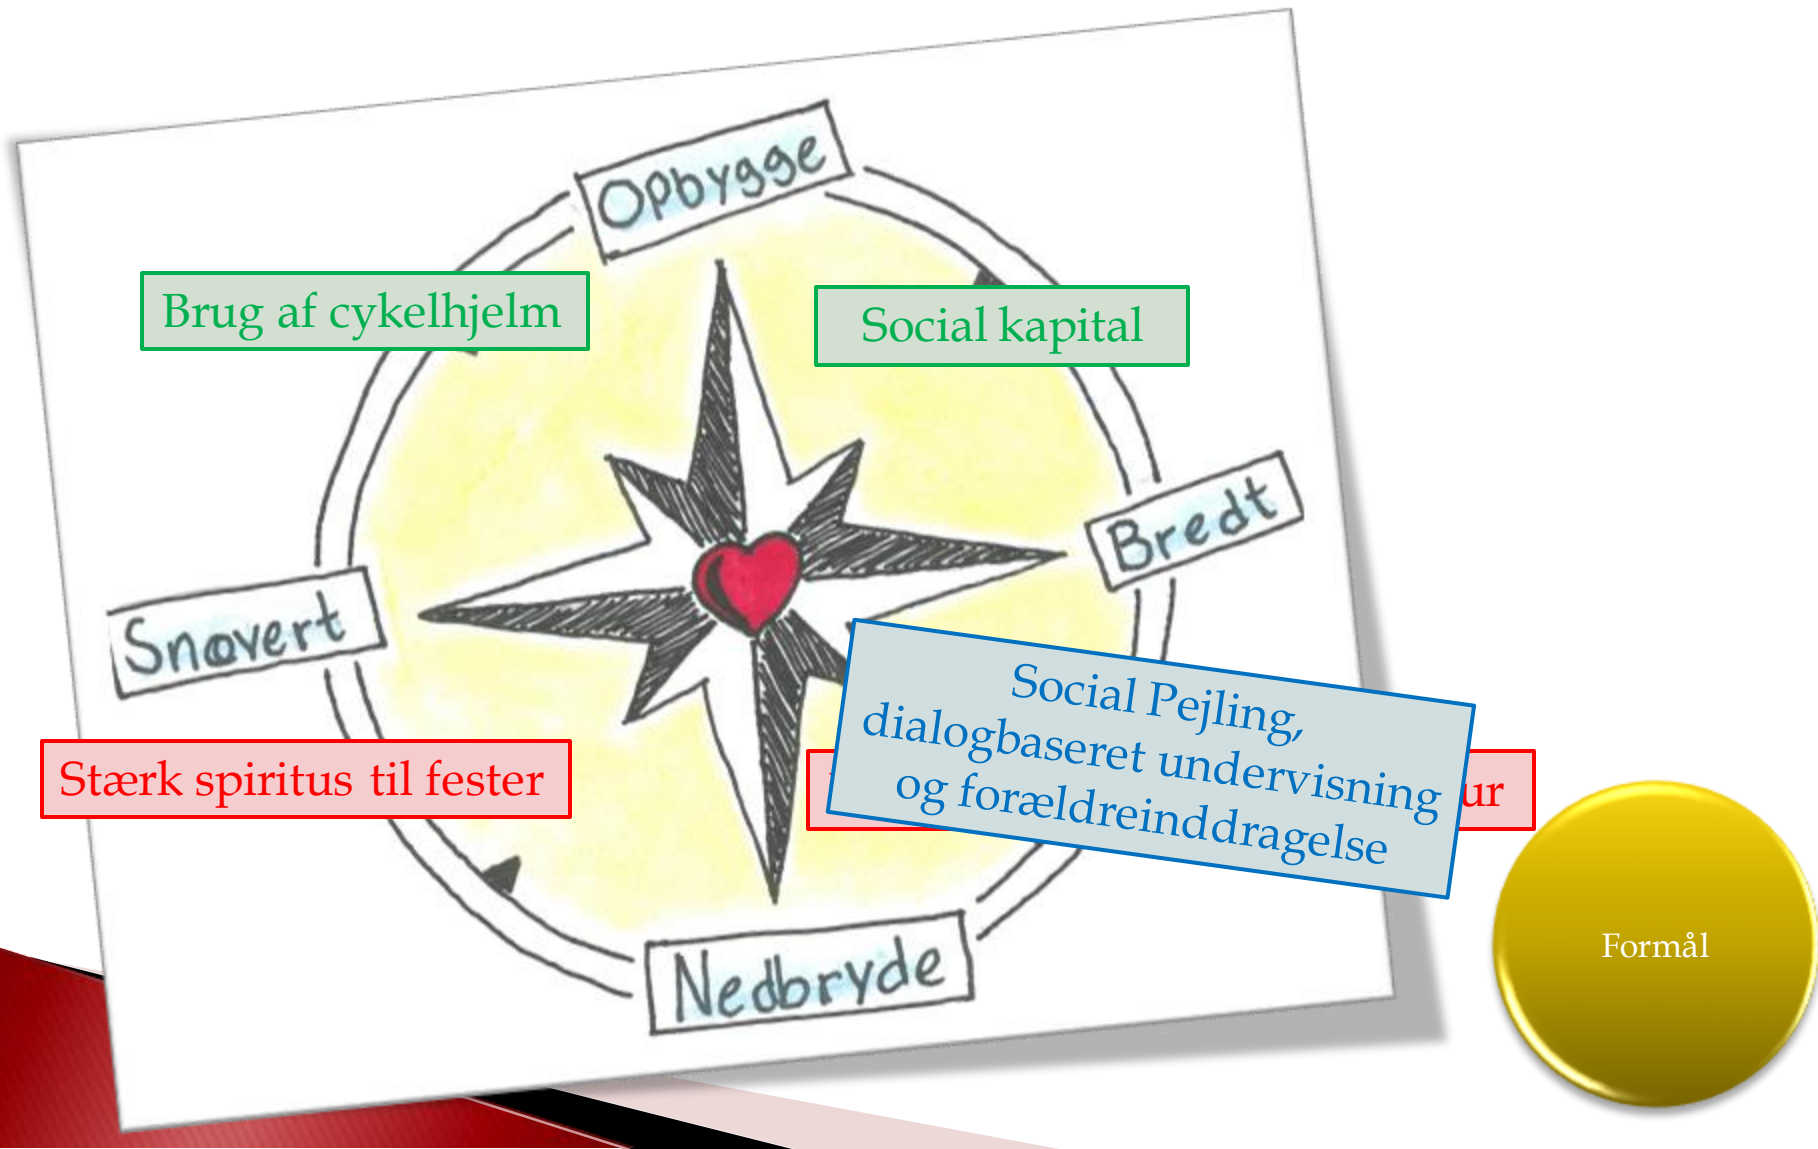 Opbygge
Brug af cykelhjelm
Social kapital
Bredt
Snævert
Social Pejling,
dialogbaseret undervisning
og forældreinddragelse
Stærk spiritus til fester
Formål
Nedbryde